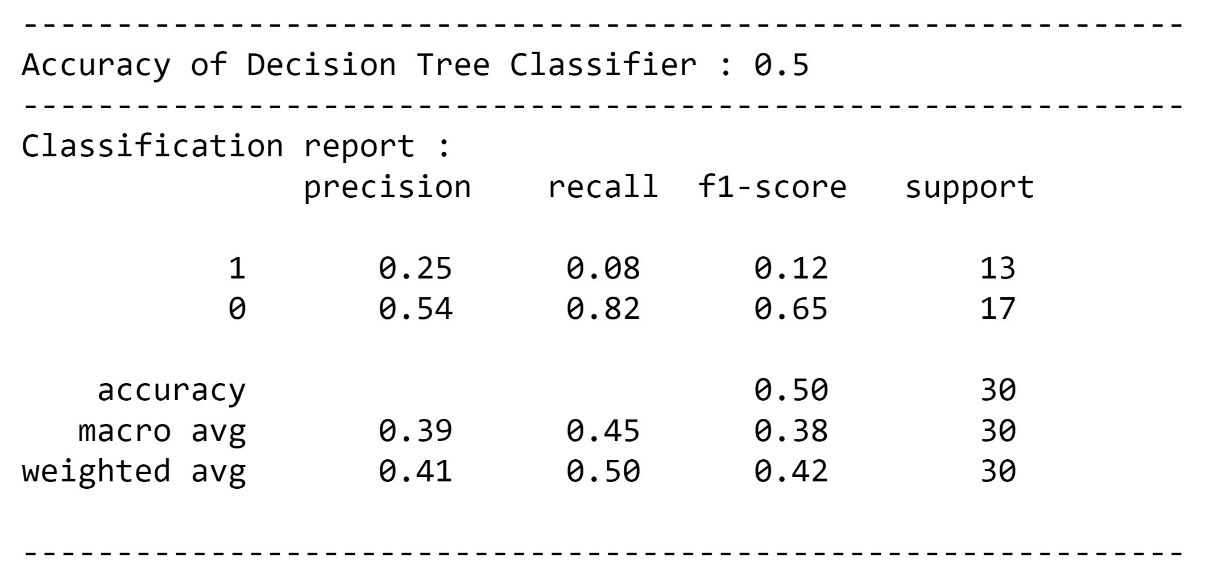 --------------------------------------------------------------
Accuracy of Decision Tree Classifier : 0.5
--------------------------------------------------------------
Classification report :
               precision    recall  f1-score   support

           1       0.25      0.08      0.12        13
           0       0.54      0.82      0.65        17

    accuracy                           0.50        30
   macro avg       0.39      0.45      0.38        30
weighted avg       0.41      0.50      0.42        30

--------------------------------------------------------------